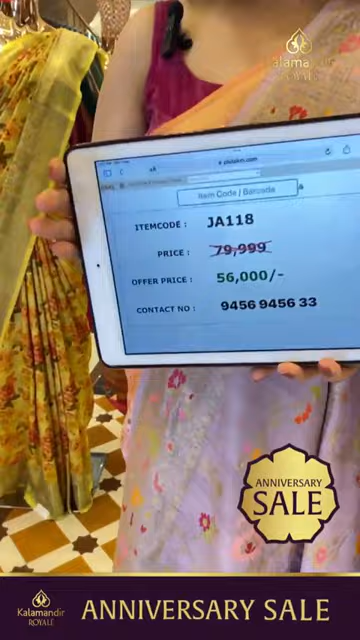 Kalamandir
ROYALE
Item Code / Barcode
ITEMCODE : JA118
PRICE : 79,999
OFFER PRICE : 56,000/-
CONTACT NO : 9456 9456 33
ANNIVERSARY
SALE
Kalamandir
ROYALE
ANNIVERSARY SALE